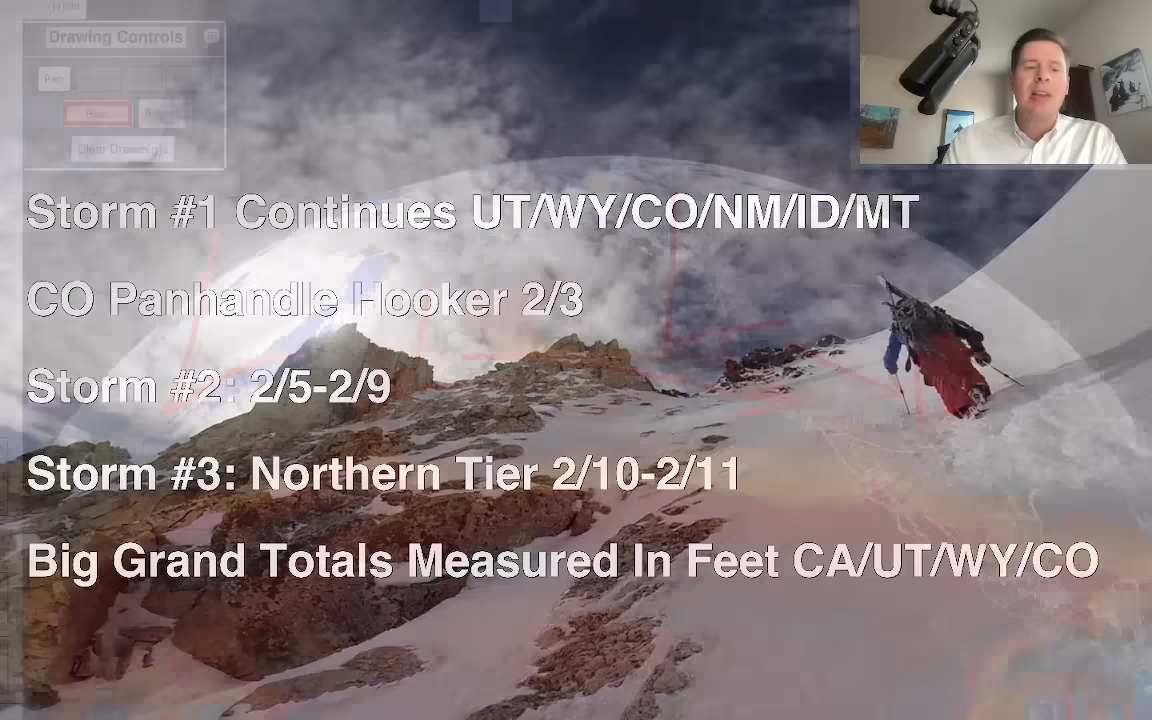 (H)ide
Drawing Controls
Pen
Storm #1 Continues UT/WY/CO/NM/ID/MT
CO Panhandle Hooker 2/3
Storm #2: 2/5-2/9
Storm #3: Northern Tier 2/10-2/11
Big Grand Totals Measured In Feet CA/UT/WY/CO